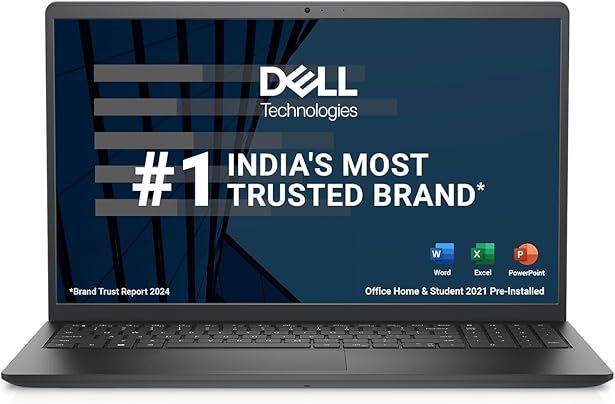 DELL
Technologies
#1 INDIA'S MOST
TRUSTED BRAND*
Word Excel PowerPoint
*Brand Trust Report 2024
Office Home & Student 2021 Pre-Installed